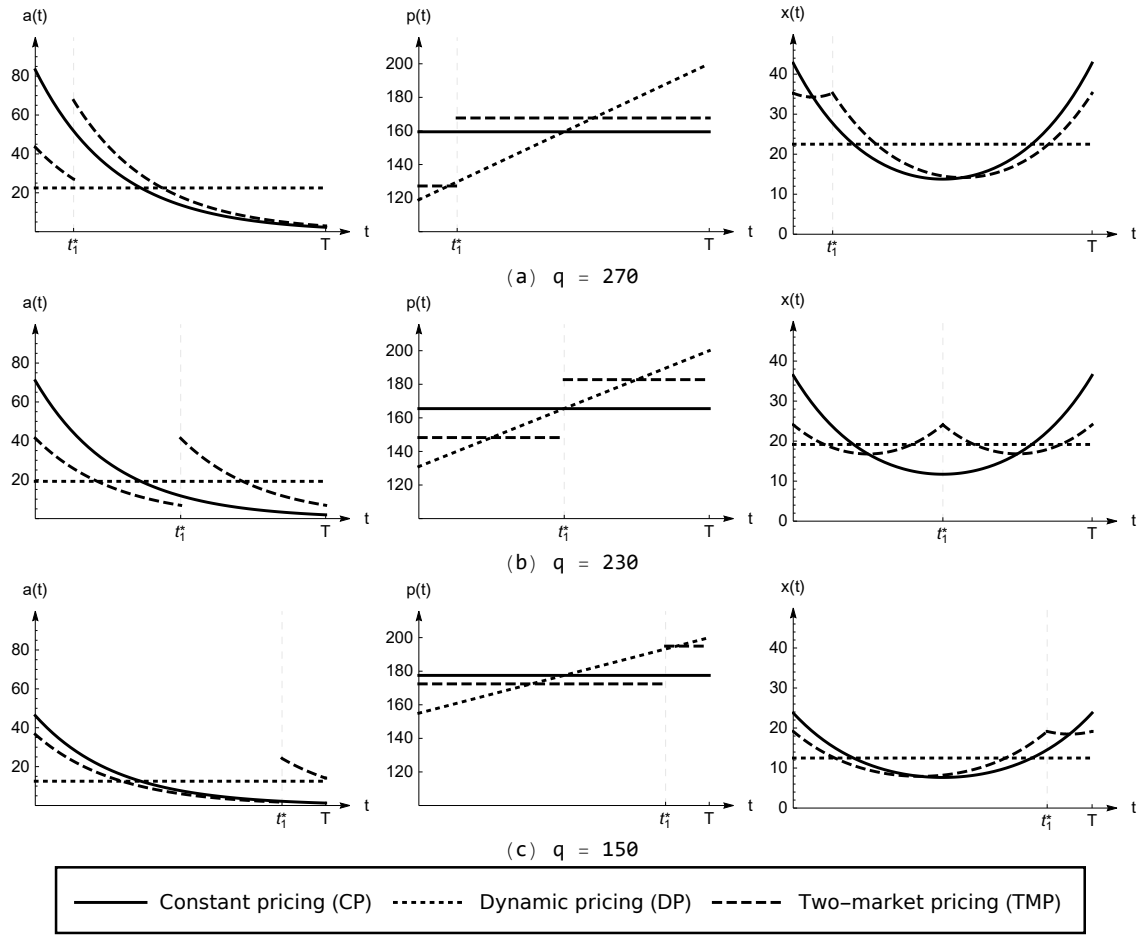 a(t) p(t) x(t)
80 200 40
60 180 30
40 160 20
20 140 10
120 0
t₁* T t t₁* T t t₁* T t
(a) q = 270
a(t) p(t) x(t)
80 200 40
60 180 30
40 160 20
20 140 10
120 0
t₁* T t t₁* T t t₁* T t
(b) q = 230
a(t) p(t) x(t)
80 200 40
60 180 30
40 160 20
20 140 10
120 0
t₁* T t t₁* T t t₁* T t
(c) q = 150
Constant pricing (CP) Dynamic pricing (DP) Two–market pricing (TMP)